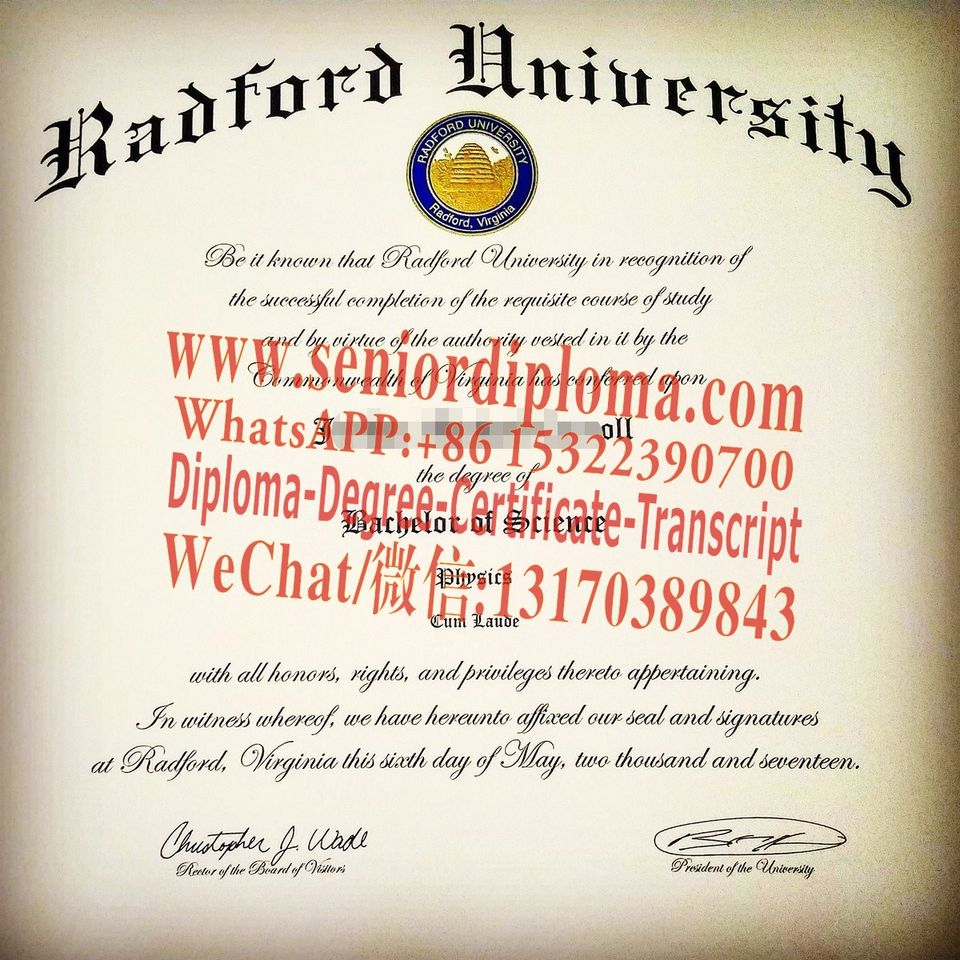 Radford University
RADFORD UNIVERSITY
Radford, Virginia
Be it known that Radford University in recognition of
the successful completion of the requisite course of study
and by virtue of the authority vested in it by the
www.seniordiploma.com
Commonwealth of Virginia has conferred upon
J oll
WhatsAPP:+86 15322390700
the degree of
Diploma-Degree-Certificate-Transcript
Bachelor of Science
WeChat/微信:13170389843
Physics
Cum Laude
with all honors, rights, and privileges thereto appertaining.
In witness whereof, we have hereunto affixed our seal and signatures
at Radford, Virginia this sixth day of May, two thousand and seventeen.
Christopher J. Wade
Rector of the Board of Visitors
President of the University